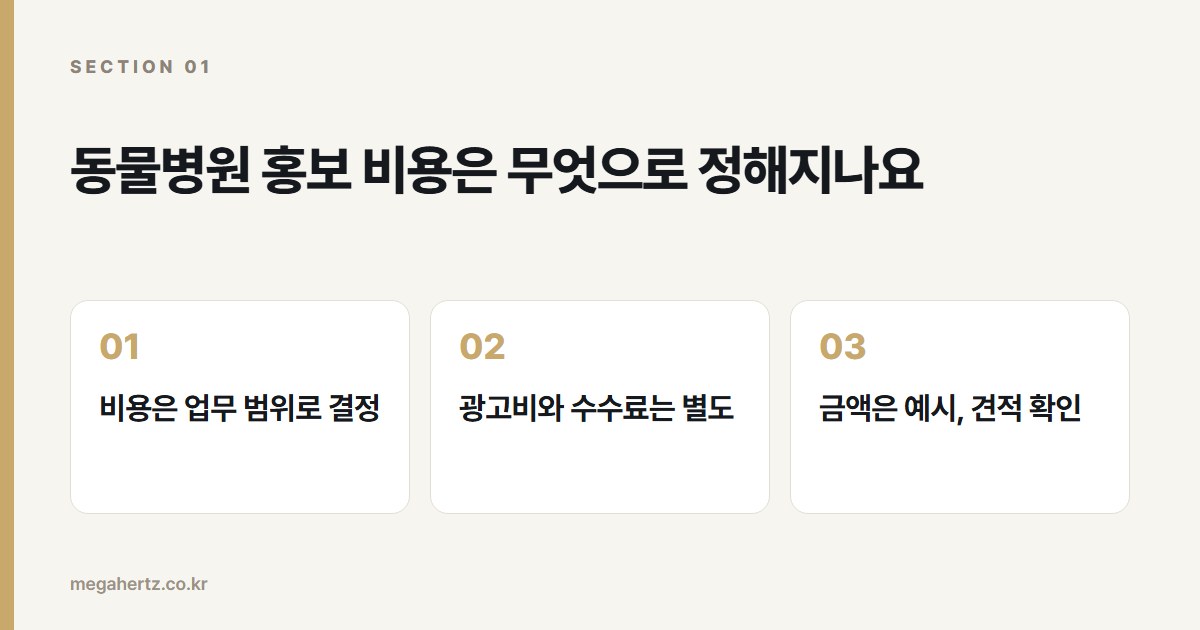 SECTION 01
동물병원 홍보 비용은 무엇으로 정해지나요
01
비용은 업무 범위로 결정
02
광고비와 수수료는 별도
03
금액은 예시, 견적 확인
megahertz.co.kr